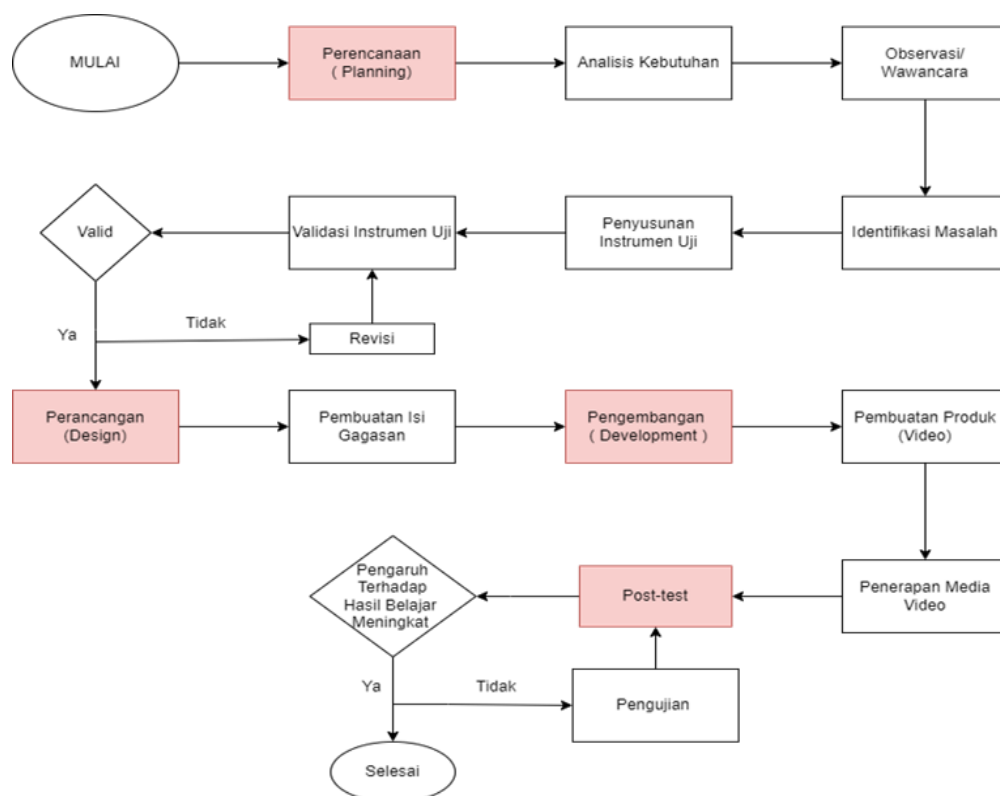 MULAI
Perencanaan
( Planning)
Analisis Kebutuhan
Observasi/
Wawancara
Valid
Validasi Instrumen Uji
Penyusunan
Instrumen Uji
Identifikasi Masalah
Ya
Tidak
Revisi
Perancangan
(Design)
Pembuatan Isi
Gagasan
Pengembangan
( Development )
Pembuatan Produk
(Video)
Pengaruh
Terhadap
Hasil Belajar
Meningkat
Post-test
Penerapan Media
Video
Ya
Tidak
Pengujian
Selesai